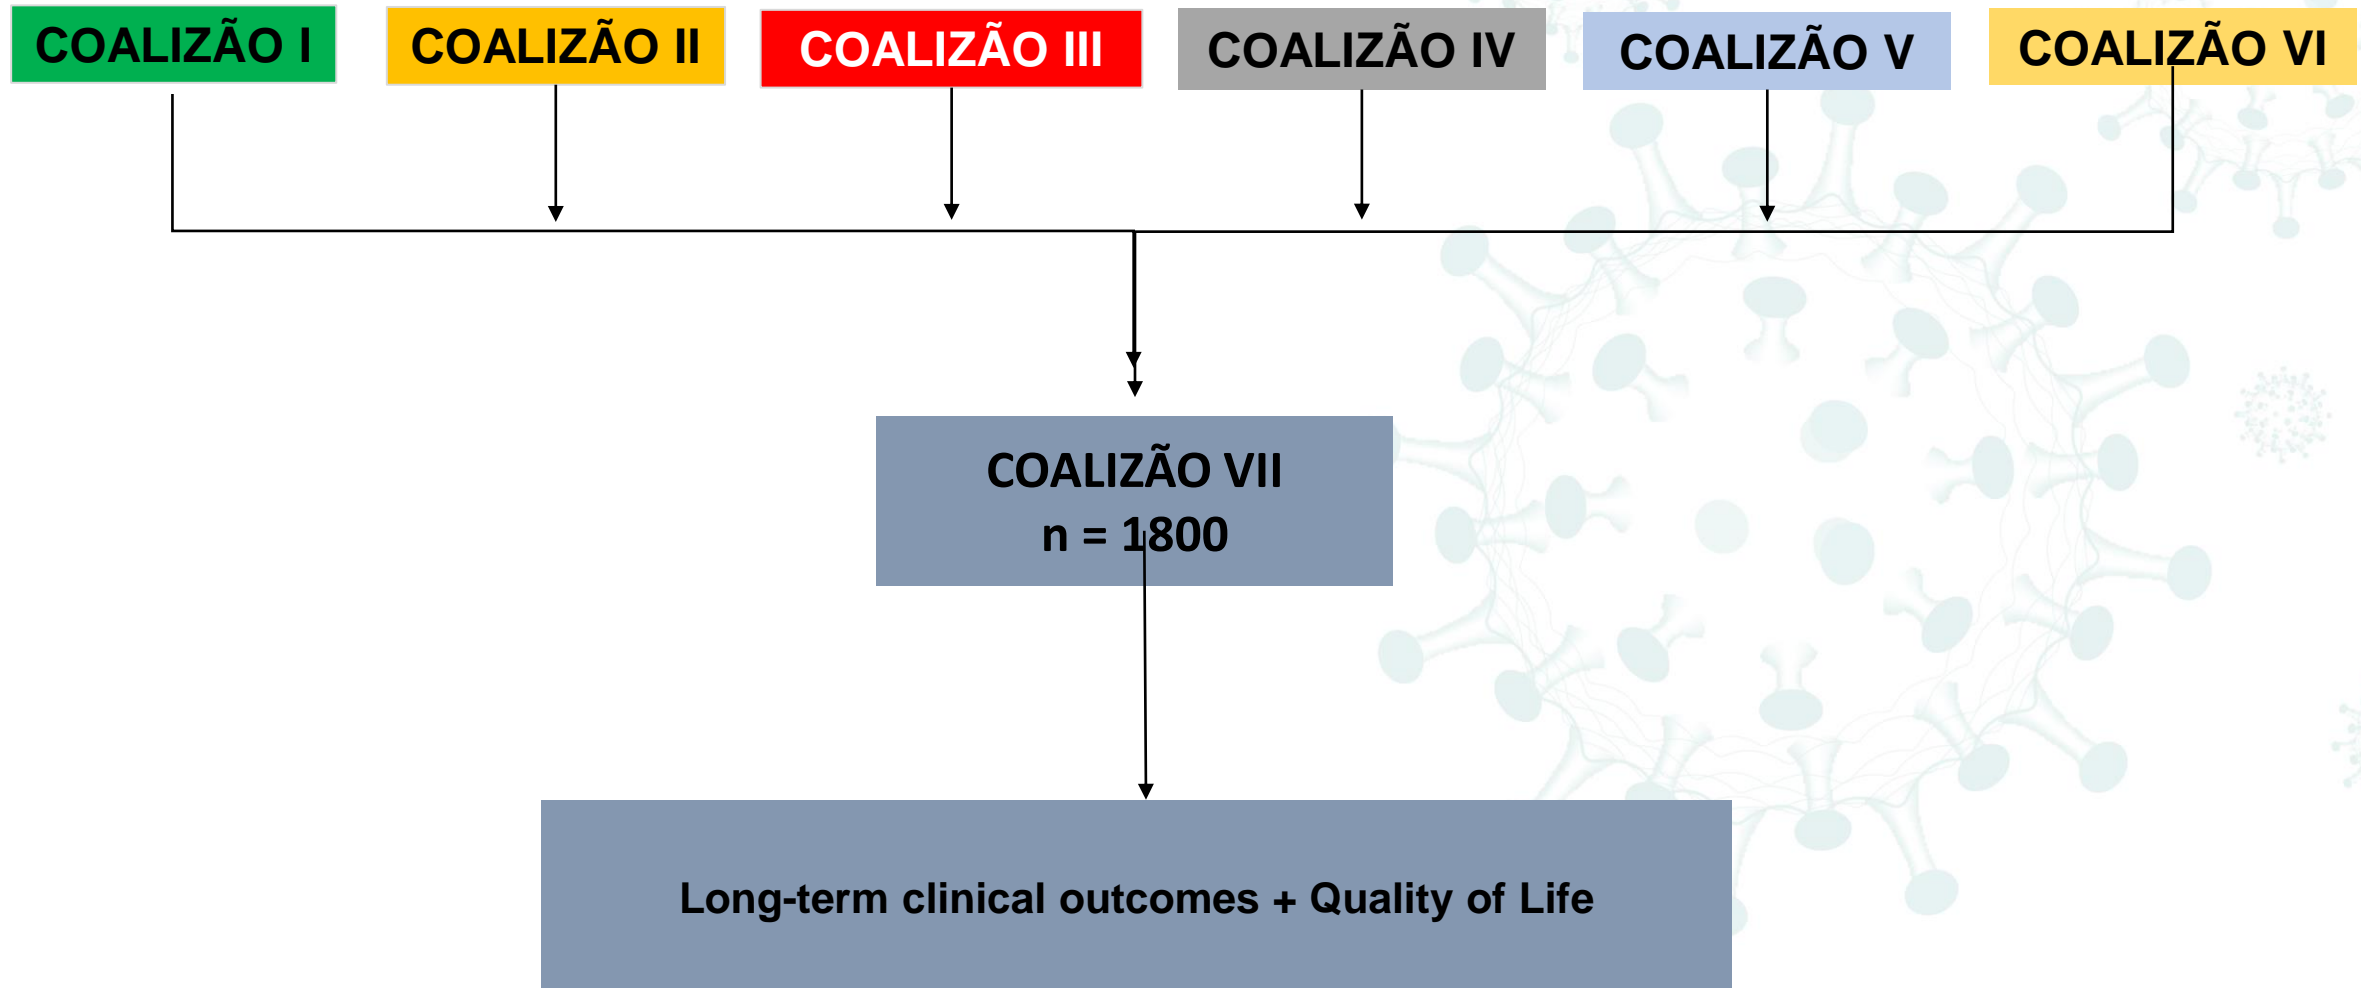 COALIZÃO I
COALIZÃO II
COALIZÃO III
COALIZÃO IV
COALIZÃO V
COALIZÃO VI
COALIZÃO VII
n = 1800
Long-term clinical outcomes + Quality of Life